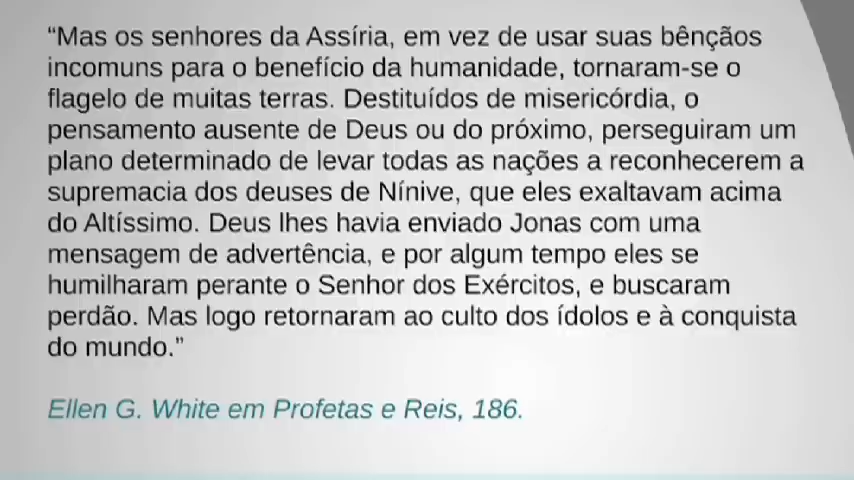 “Mas os senhores da Assíria, em vez de usar suas bênçãos
incomuns para o benefício da humanidade, tornaram-se o
flagelo de muitas terras. Destituídos de misericórdia, o
pensamento ausente de Deus ou do próximo, perseguiram um
plano determinado de levar todas as nações a reconhecerem a
supremacia dos deuses de Nínive, que eles exaltavam acima
do Altíssimo. Deus lhes havia enviado Jonas com uma
mensagem de advertência, e por algum tempo eles se
humilharam perante o Senhor dos Exércitos, e buscaram
perdão. Mas logo retornaram ao culto dos ídolos e à conquista
do mundo.”
Ellen G. White em Profetas e Reis, 186.